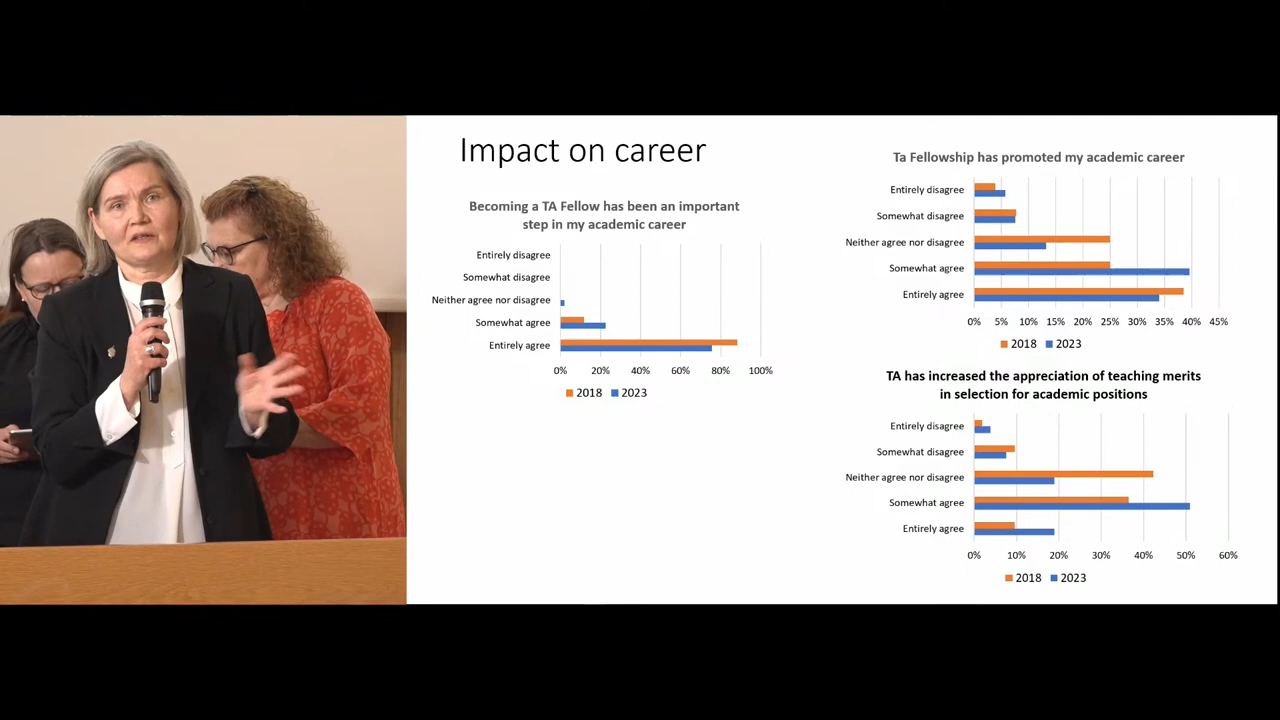 Impact on career
Becoming a TA Fellow has been an important
step in my academic career
Entirely disagree
Somewhat disagree
Neither agree nor disagree
Somewhat agree
Entirely agree
0% 20% 40% 60% 80% 100%
2018 2023
Ta Fellowship has promoted my academic career
Entirely disagree
Somewhat disagree
Neither agree nor disagree
Somewhat agree
Entirely agree
0% 5% 10% 15% 20% 25% 30% 35% 40% 45%
2018 2023
TA has increased the appreciation of teaching merits
in selection for academic positions
Entirely disagree
Somewhat disagree
Neither agree nor disagree
Somewhat agree
Entirely agree
0% 10% 20% 30% 40% 50% 60%
2018 2023